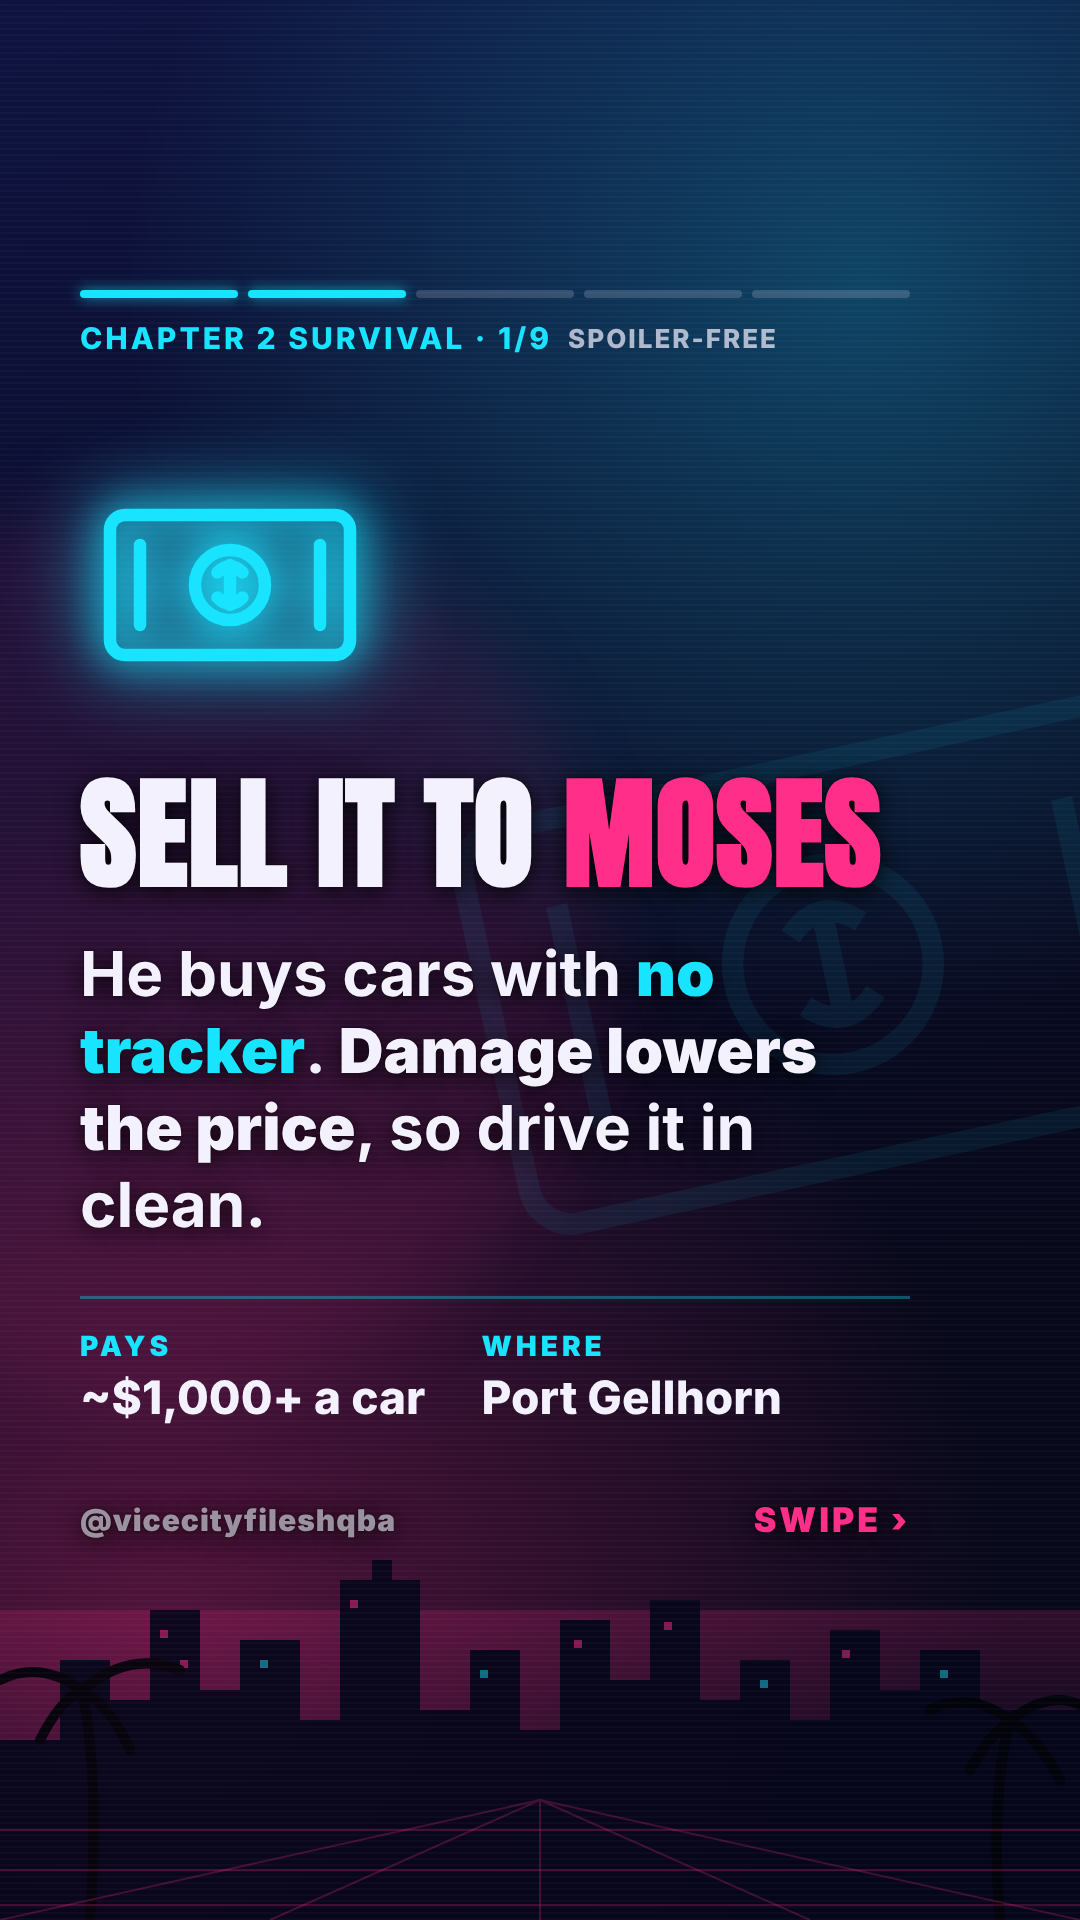 CHAPTER 2 SURVIVAL · 1/9 SPOILER-FREE
SELL IT TO MOSES
He buys cars with no
tracker. Damage lowers
the price, so drive it in
clean.
PAYS WHERE
~$1,000+ a car Port Gellhorn
@vicecityfileshqba SWIPE ›